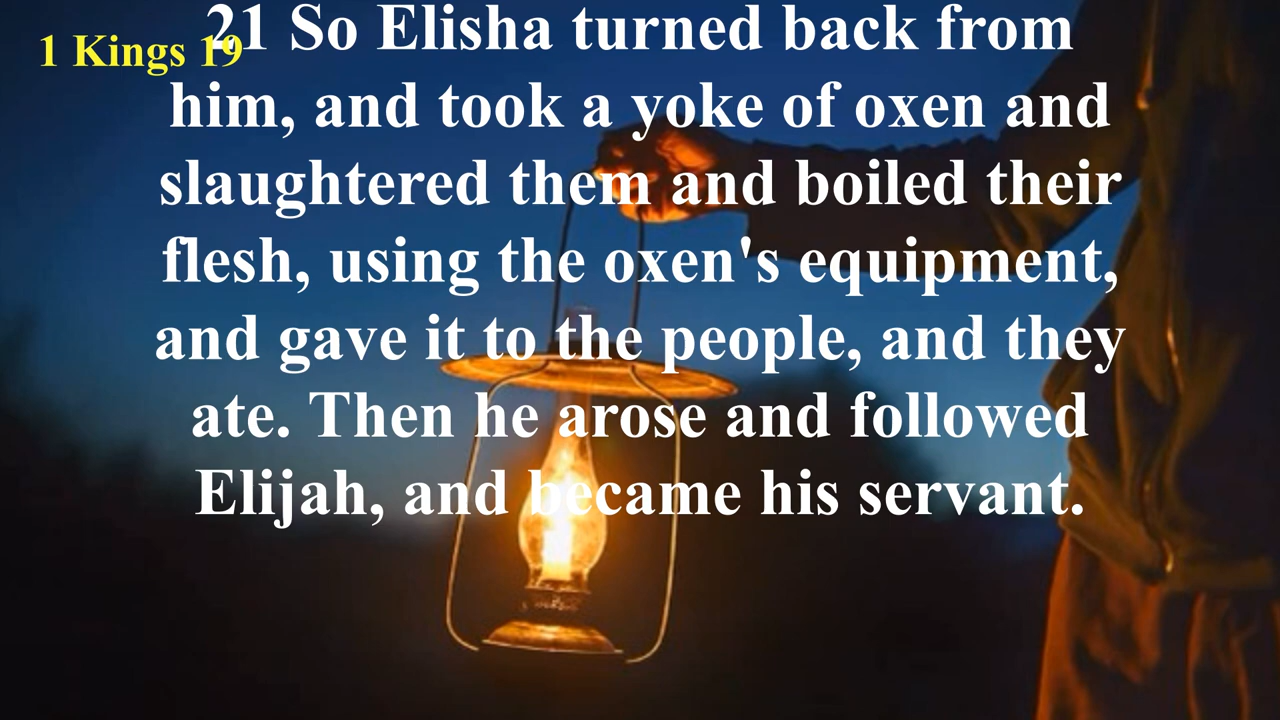 1 Kings 19
21 So Elisha turned back from
him, and took a yoke of oxen and
slaughtered them and boiled their
flesh, using the oxen's equipment,
and gave it to the people, and they
ate. Then he arose and followed
Elijah, and became his servant.